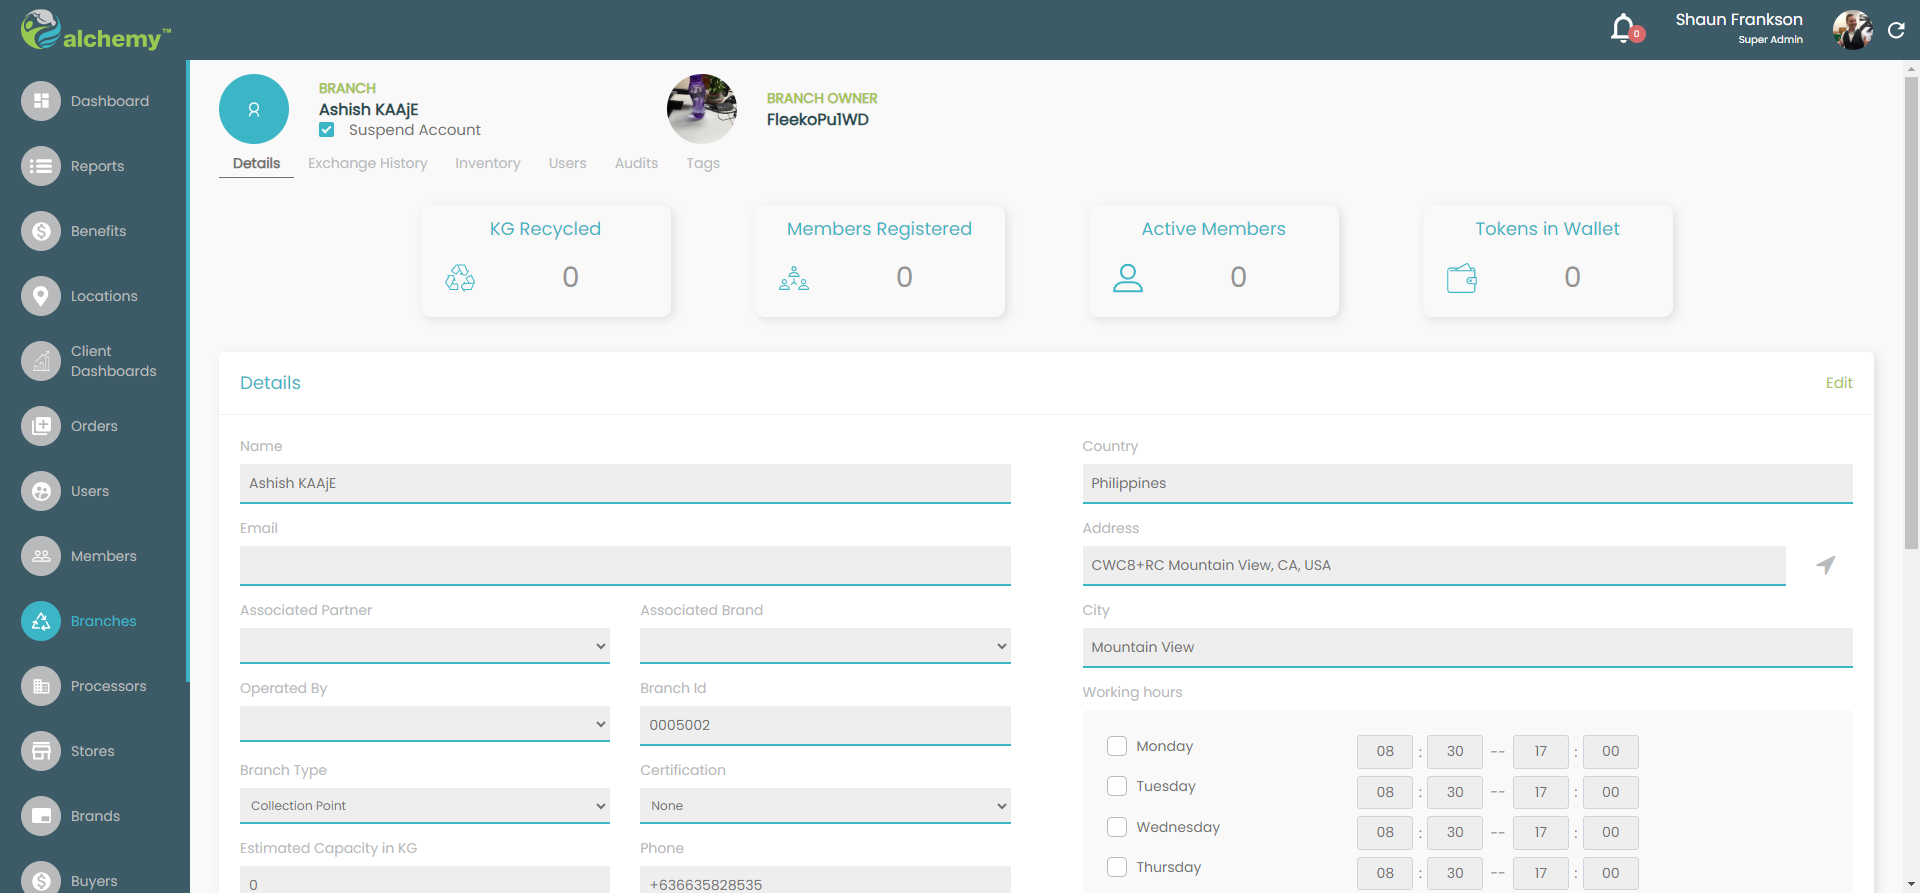 alchemy™
0
Shaun Frankson
Super Admin
Dashboard
Reports
Benefits
Locations
Client
Dashboards
Orders
Users
Members
Branches
Processors
Stores
Brands
Buyers
BRANCH
Ashish KAAjE
Suspend Account
BRANCH OWNER
FleekoPu1WD
Details Exchange History Inventory Users Audits Tags
KG Recycled
0
Members Registered
0
Active Members
0
Tokens in Wallet
0
Details
Edit
Name
Ashish KAAjE
Email
Associated Partner Associated Brand
Operated By Branch Id
0005002
Branch Type Certification
Collection Point None
Estimated Capacity in KG Phone
0 +636635828535
Country
Philippines
Address
CWC8+RC Mountain View, CA, USA
City
Mountain View
Working hours
Monday 08 : 30 -- 17 : 00
Tuesday 08 : 30 -- 17 : 00
Wednesday 08 : 30 -- 17 : 00
Thursday 08 : 30 -- 17 : 00